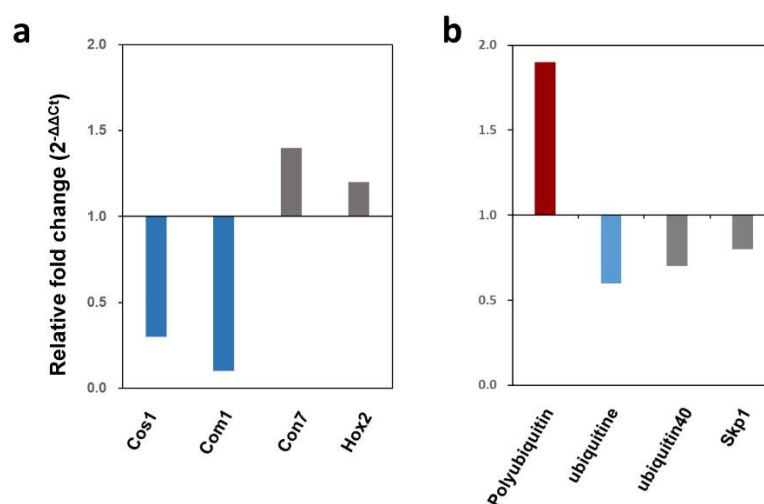 a
b
Relative fold change (2-ΔΔCt)
2.0
1.5
1.0
0.5
0.0
Cos1
Com1
Con7
Hox2
2.0
1.5
1.0
0.5
0.0
Polyubiquitin
ubiquitine
ubiquitin40
Skp1